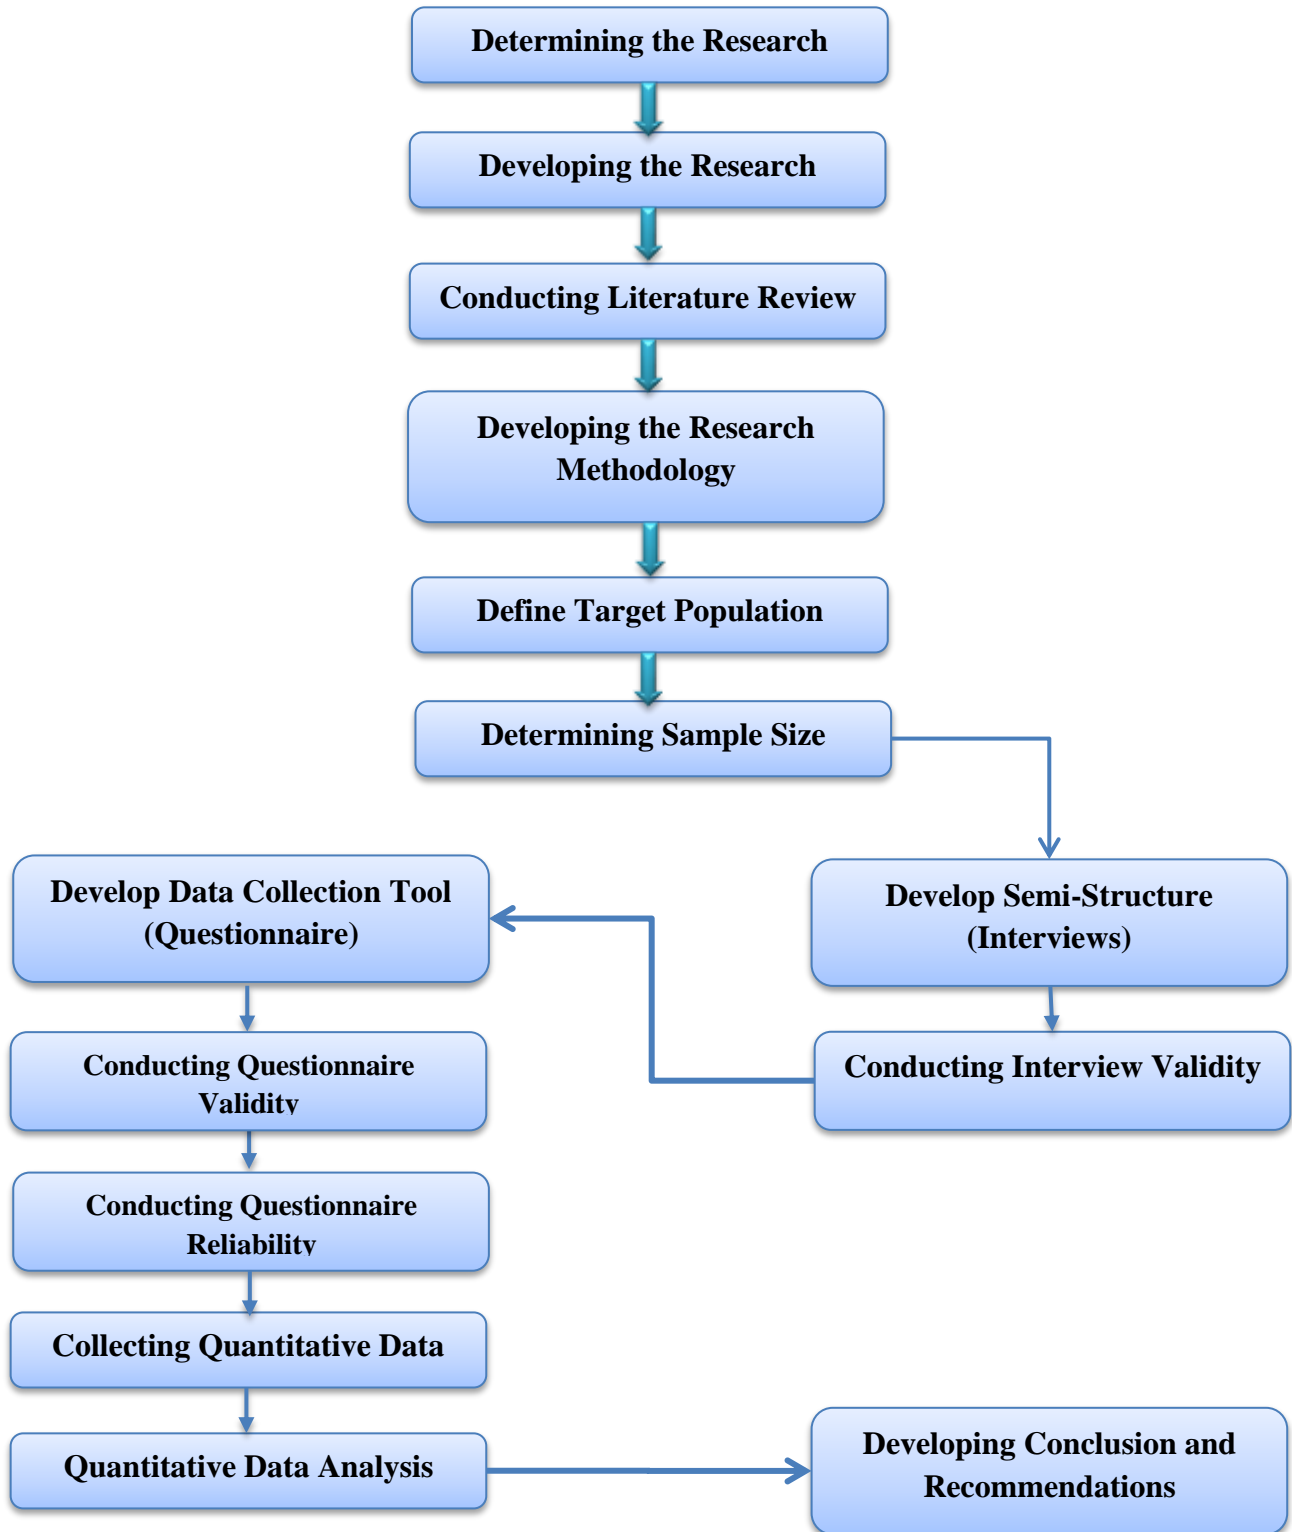 Determining the Research
Developing the Research
Conducting Literature Review
Developing the Research
Methodology
Define Target Population
Determining Sample Size
Develop Semi-Structure
(Interviews)
Conducting Interview Validity
Develop Data Collection Tool
(Questionnaire)
Conducting Questionnaire
Validity
Conducting Questionnaire
Reliability
Collecting Quantitative Data
Quantitative Data Analysis
Developing Conclusion and
Recommendations